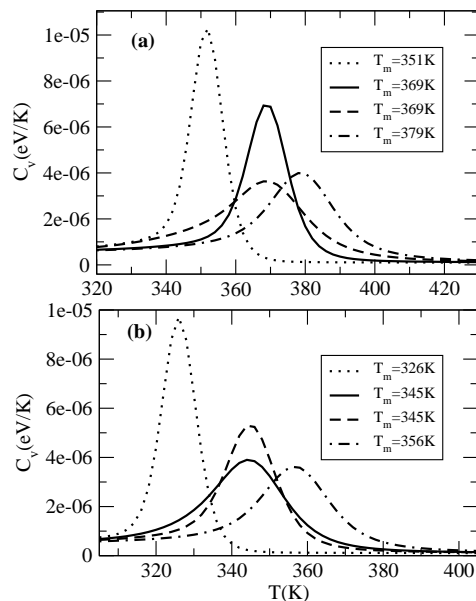 (a)
T_m=351K
T_m=369K
T_m=369K
T_m=379K
C_v(eV/K)
1e-05
8e-06
6e-06
4e-06
2e-06
0
320 340 360 380 400 420
(b)
T_m=326K
T_m=345K
T_m=345K
T_m=356K
C_v(eV/K)
1e-05
8e-06
6e-06
4e-06
2e-06
0
320 340 360 380 400
T(K)